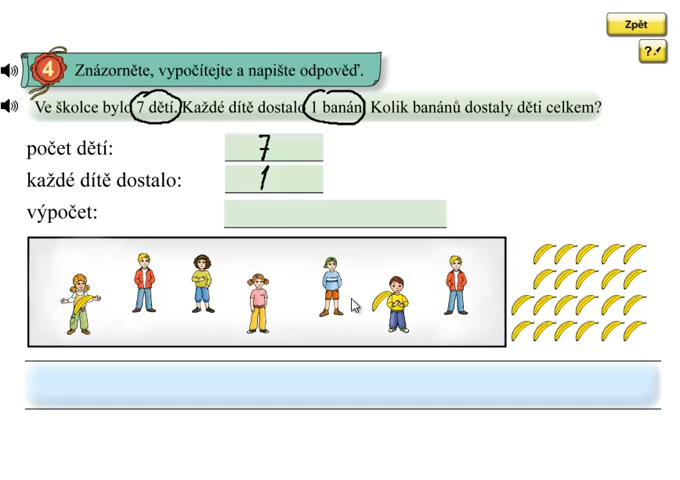 Zpět
?
4 Znázorněte, vypočítejte a napište odpověď.
Ve školce bylo 7 dětí. Každé dítě dostalo 1 banán. Kolik banánů dostaly děti celkem?
počet dětí: 7
každé dítě dostalo: 1
výpočet: